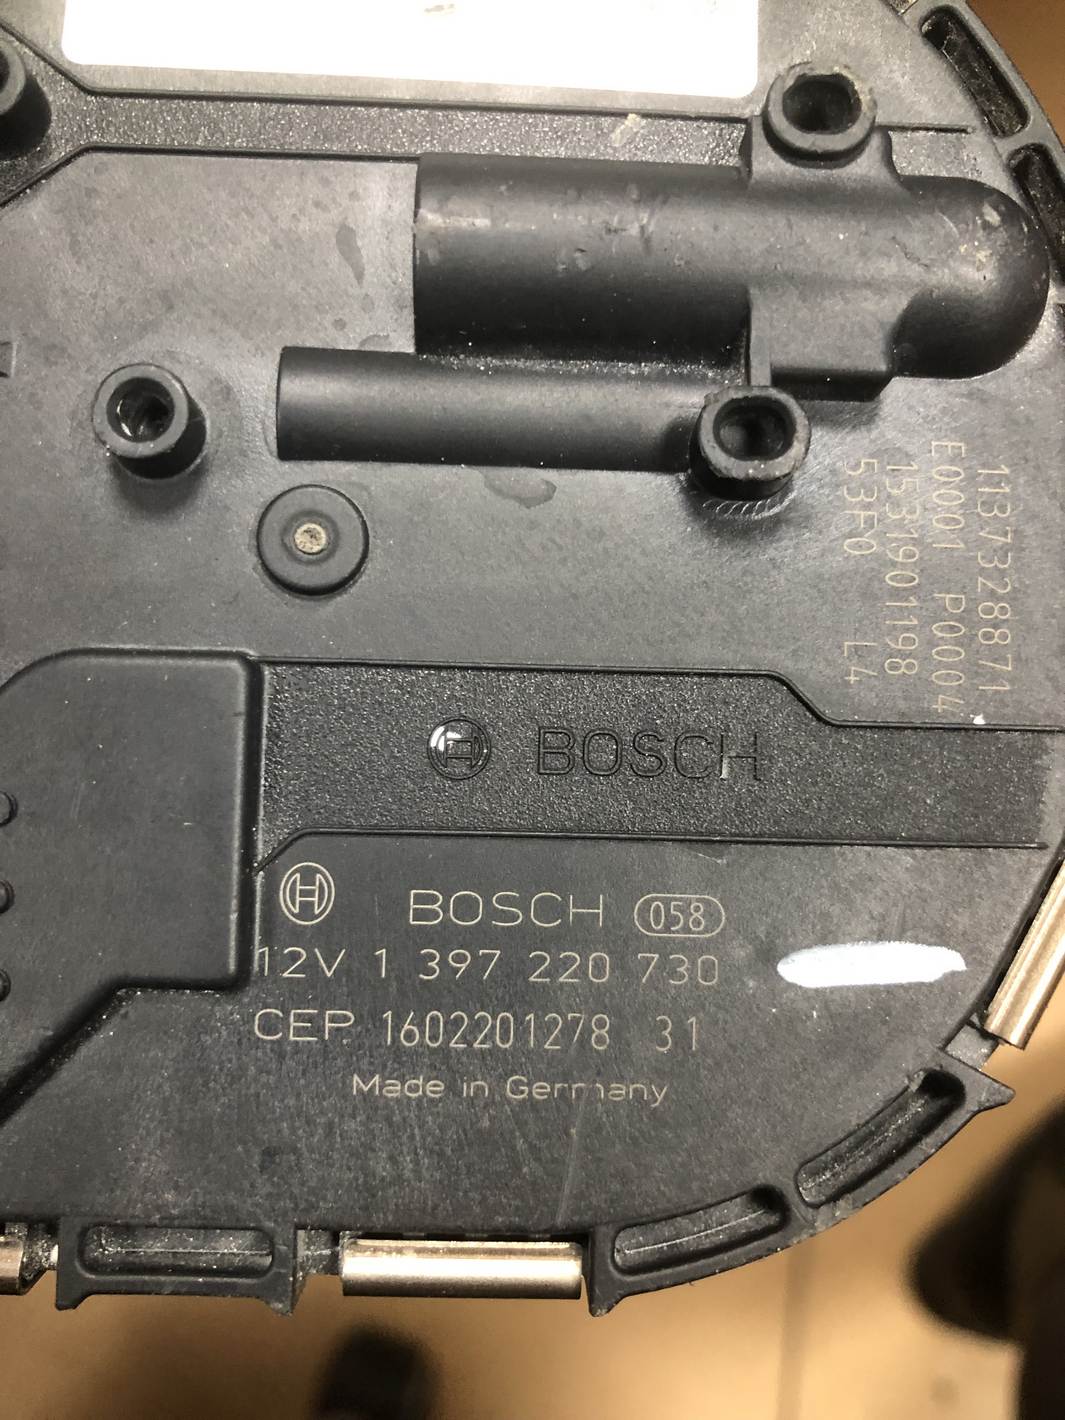 1137328871
E0001 P0004
1531901198
53F0 L4
BOSCH
BOSCH 058
12V 1 397 220 730
CEP. 1602201278 31
Made in Germany